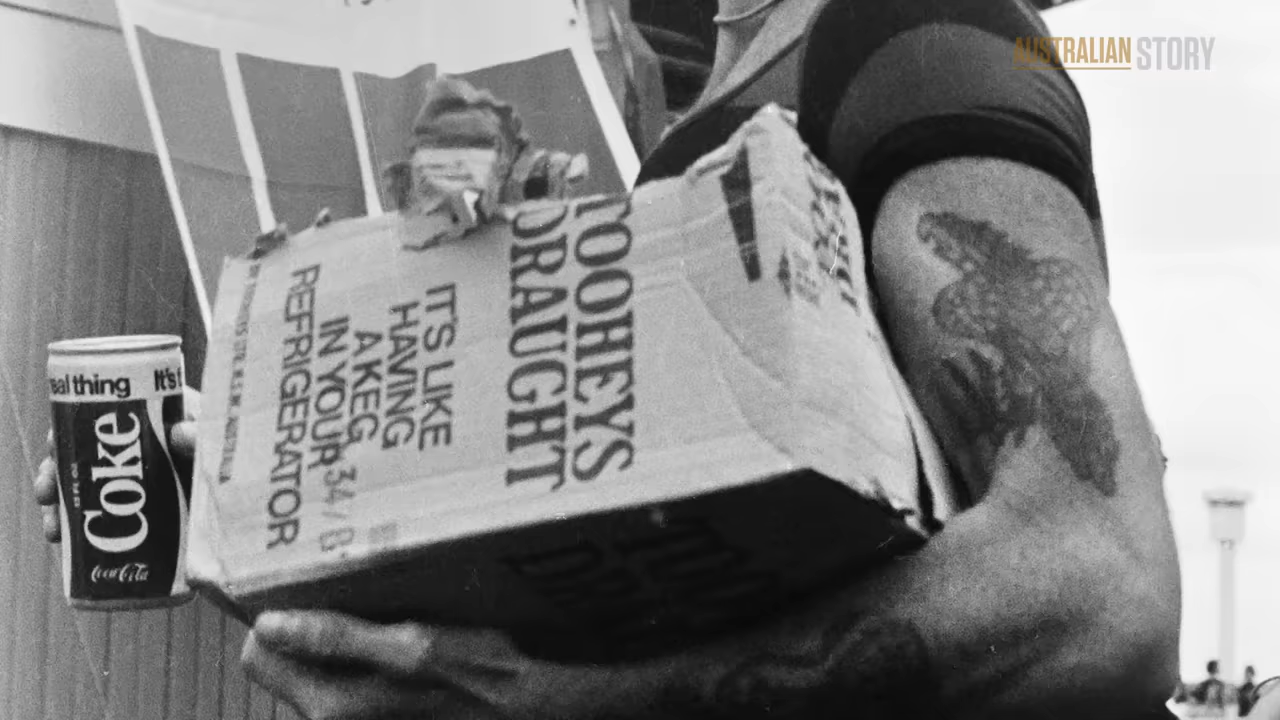 AUSTRALIAN STORY
TOOHEYS
DRAUGHT
IT'S LIKE
HAVING
A KEG
IN YOUR
REFRIGERATOR
eal thing
It's t
Coke
Coca-Cola